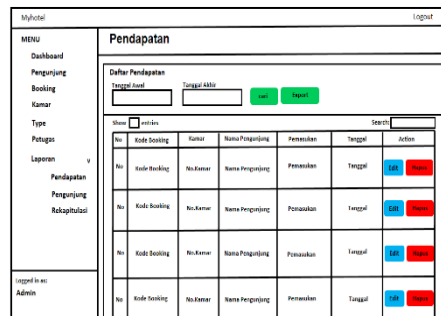 Myhotel Logout
MENU
Dashboard
Pengunjung
Booking
Kamar
Type
Petugas
Laporan v
Pendapatan
Pengunjung
Rekapitulasi
Logged in as:
Admin
Pendapatan
Daftar Pendapatan
Tanggal Awal Tanggal Akhir
cari Export
Show entries Search:
No Kode Booking Kamar Nama Pengunjung Pemasukan Tanggal Action
No Kode Booking No.Kamar Nama Pengunjung Pemasukan Tanggal Edit Hapus
No Kode Booking No.Kamar Nama Pengunjung Pemasukan Tanggal Edit Hapus
No Kode Booking No.Kamar Nama Pengunjung Pemasukan Tanggal Edit Hapus
No Kode Booking No.Kamar Nama Pengunjung Pemasukan Tanggal Edit Hapus